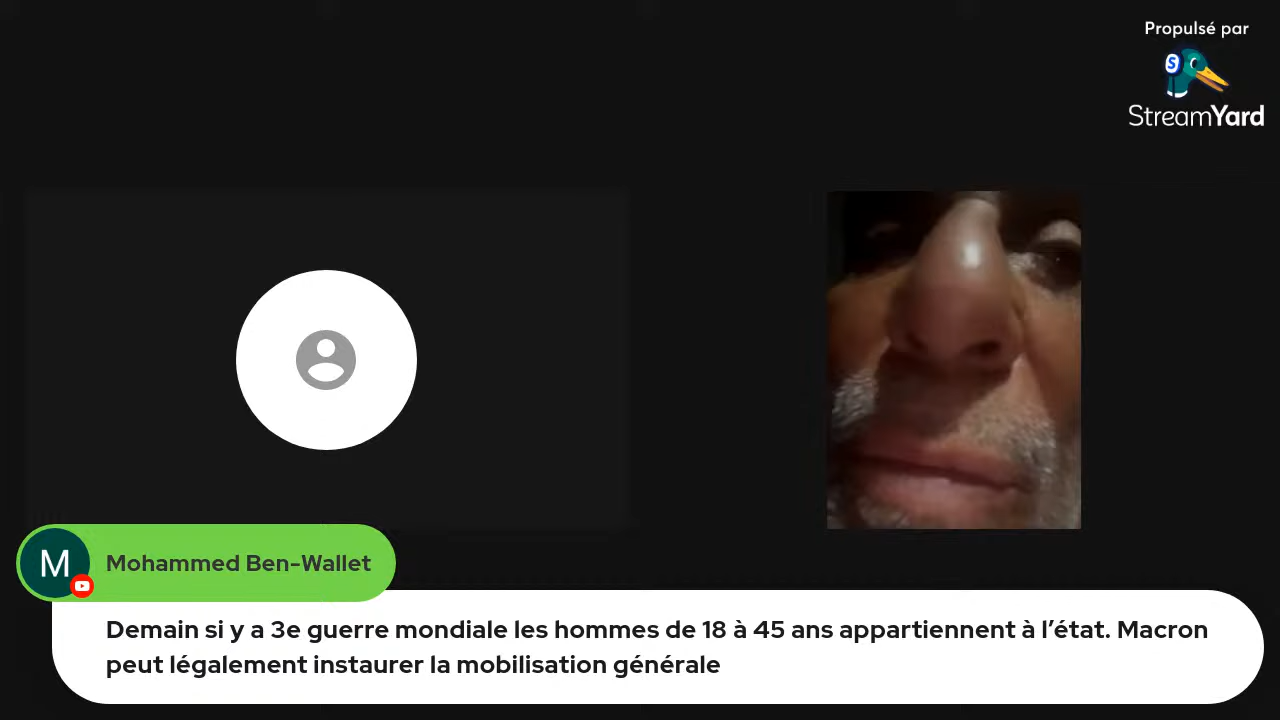 Propulsé par
S
StreamYard
M
Mohammed Ben-Wallet
Demain si y a 3e guerre mondiale les hommes de 18 à 45 ans appartiennent à l’état. Macron
peut légalement instaurer la mobilisation générale